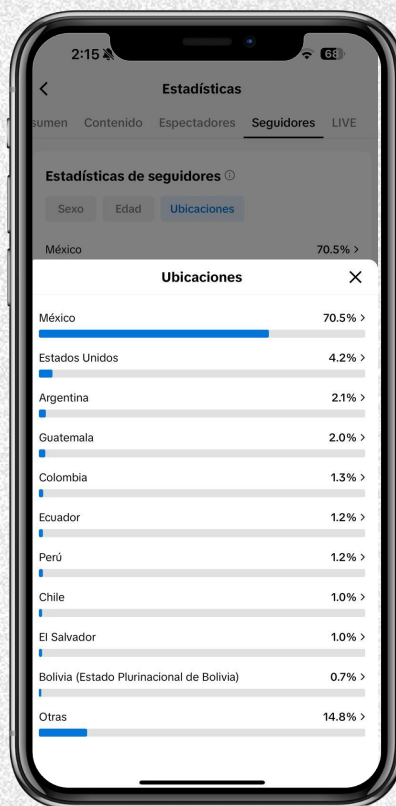 2:15
68
Estadísticas
sumen Contenido Espectadores Seguidores LIVE
Estadísticas de seguidores
Sexo Edad Ubicaciones
México 70.5% >
Ubicaciones
México 70.5% >
Estados Unidos 4.2% >
Argentina 2.1% >
Guatemala 2.0% >
Colombia 1.3% >
Ecuador 1.2% >
Perú 1.2% >
Chile 1.0% >
El Salvador 1.0% >
Bolivia (Estado Plurinacional de Bolivia) 0.7% >
Otras 14.8% >